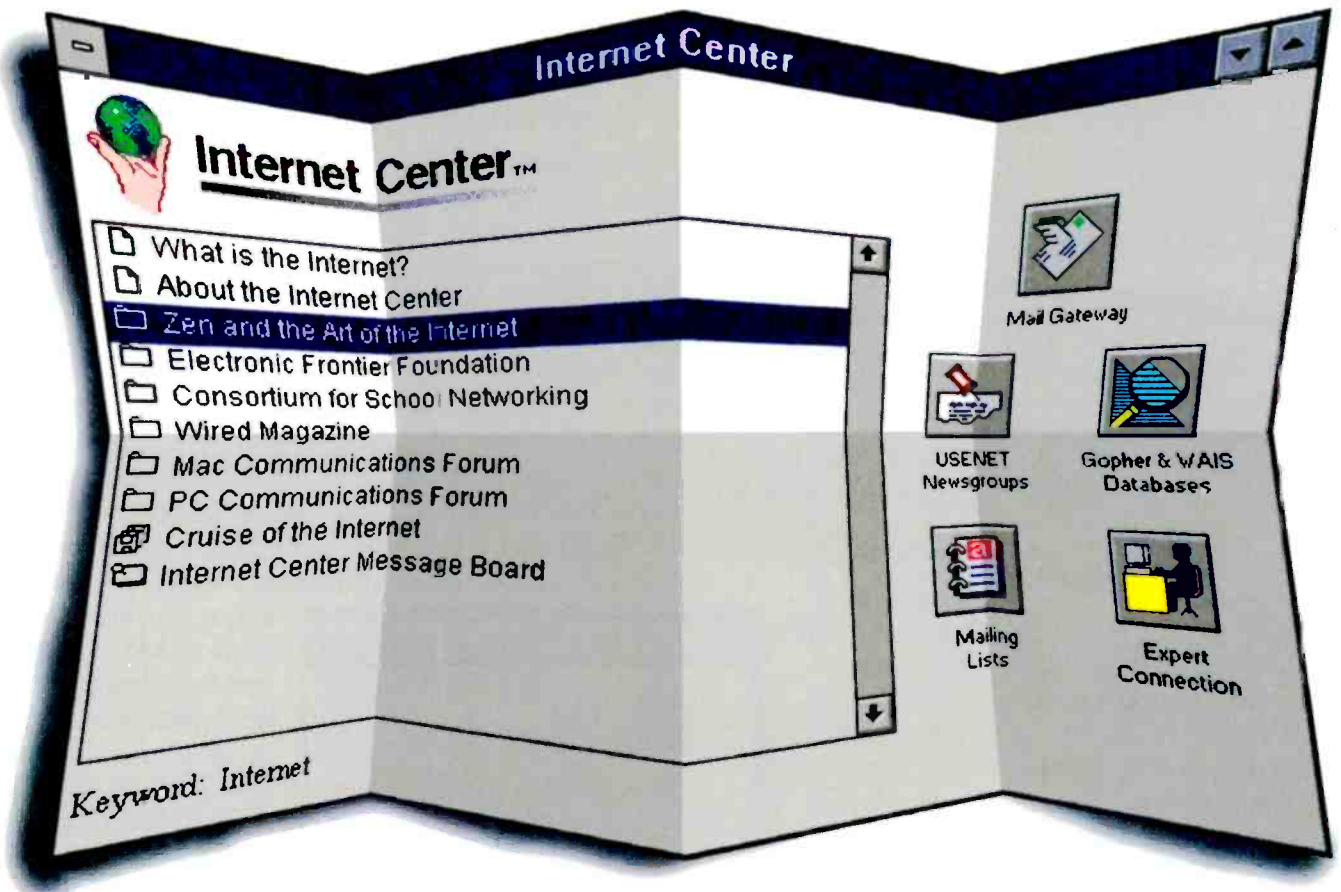 Internet Center
Internet Center™
What is the Internet?
About the Internet Center
Zen and the Art of the Internet
Electronic Frontier Foundation
Consortium for School Networking
Wired Magazine
Mac Communications Forum
PC Communications Forum
Cruise of the Internet
Internet Center Message Board
Keyword: Internet
Mail Gateway
USENET
Newsgroups
Gopher & WAIS
Databases
Mailing
Lists
Expert
Connection